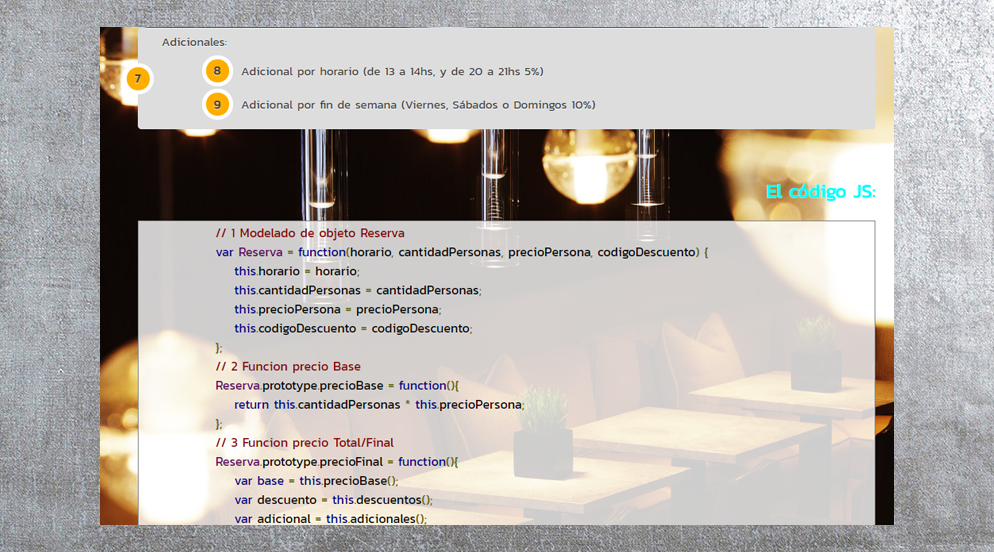 Adicionales:
7
8 Adicional por horario (de 13 a 14hs, y de 20 a 21hs 5%)
9 Adicional por fin de semana (Viernes, Sábados o Domingos 10%)
El código JS:
// 1 Modelado de objeto Reserva
var Reserva = function(horario, cantidadPersonas, precioPersona, codigoDescuento) {
this.horario = horario;
this.cantidadPersonas = cantidadPersonas;
this.precioPersona = precioPersona;
this.codigoDescuento = codigoDescuento;
};
// 2 Funcion precio Base
Reserva.prototype.precioBase = function(){
return this.cantidadPersonas * this.precioPersona;
};
// 3 Funcion precio Total/Final
Reserva.prototype.precioFinal = function(){
var base = this.precioBase();
var descuento = this.descuentos();
var adicional = this.adicionales();